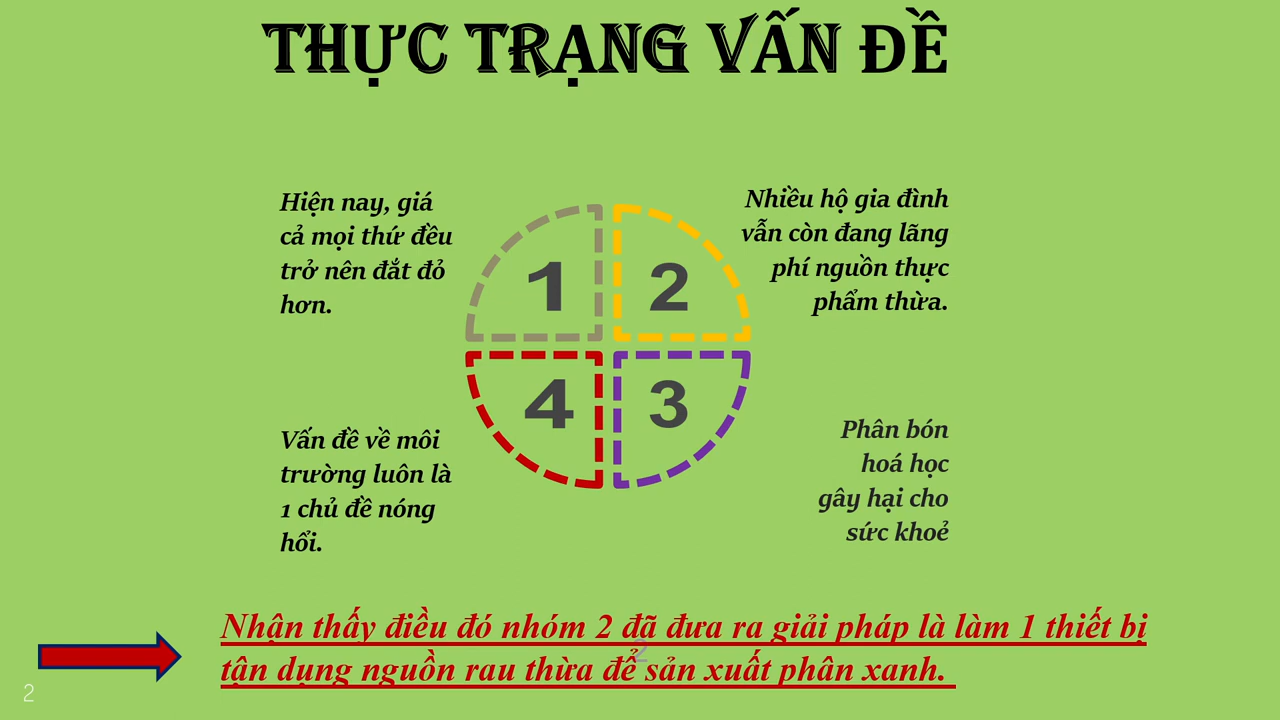 THỰC TRẠNG VẤN ĐỀ
Hiện nay, giá
cả mọi thứ đều
trở nên đắt đỏ
hơn.
Nhiều hộ gia đình
vẫn còn đang lãng
phí nguồn thực
phẩm thừa.
1
2
4
3
Vấn đề về môi
trường luôn là
1 chủ đề nóng
hổi.
Phân bón
hoá học
gây hại cho
sức khoẻ
Nhận thấy điều đó nhóm 2 đã đưa ra giải pháp là làm 1 thiết bị
tận dụng nguồn rau thừa để sản xuất phân xanh.
2
2